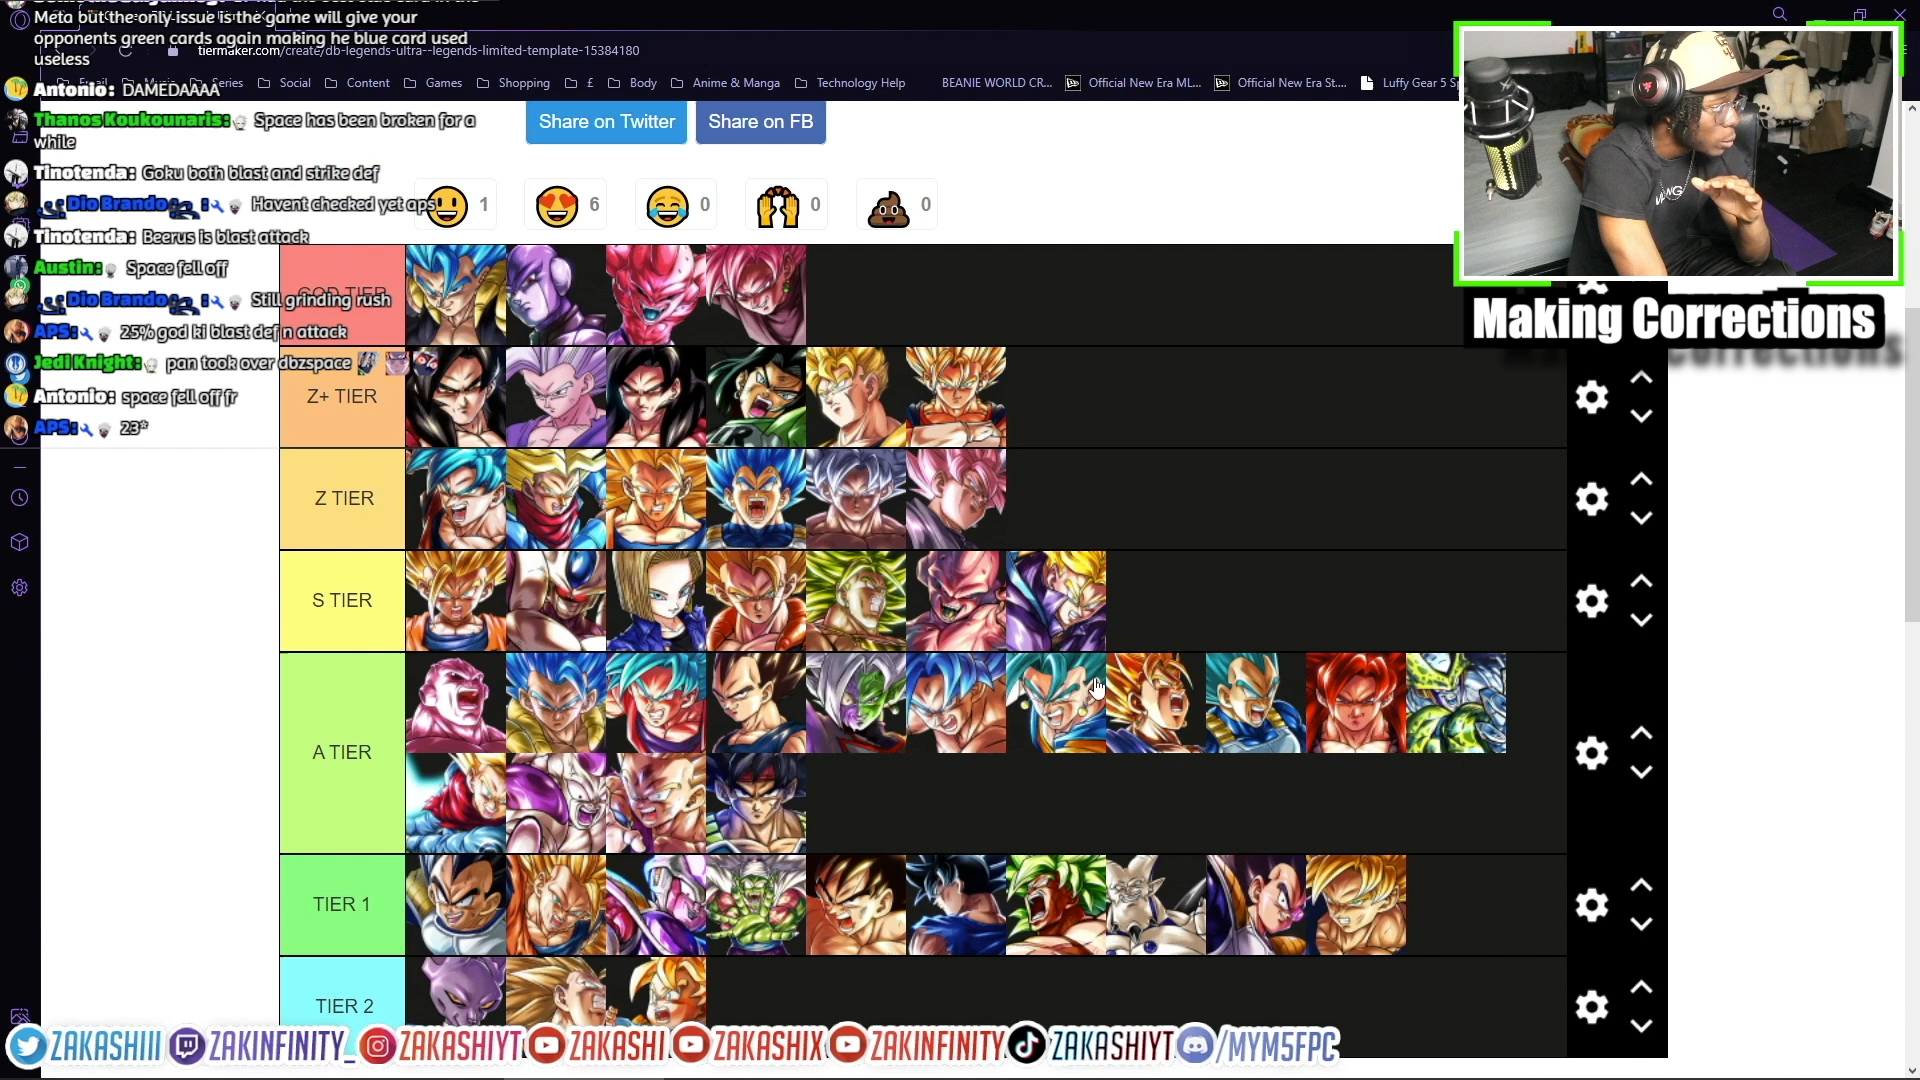 Meta but the only issue is the game will give your
opponents green cards again making he blue card used
useless
tiermaker.com/create/db-legends-ultra--legends-limited-template-15384180
Series
Social
Content
Games
Shopping
£
Body
Anime & Manga
Technology Help
BEANIE WORLD CR...
Official New Era ML...
Official New Era St....
Luffy Gear 5 S
Antonio: DAMEDAAAA
Thanos Koukounaris: Space has been broken for a
while
Tinotenda: Goku both blast and strike def
Dio Brando: Havent checked yet aps
Tinotenda: Beerus is blast attack
Austin: Space fell off
Dio Brando: Still grinding rush
APS: 25% god ki blast def n attack
Jedi Knight: pan took over dbzspace
Antonio: space fell off fr
APS: 23*
Share on Twitter
Share on FB
1
6
0
0
0
Making Corrections
GOD TIER
Z+ TIER
Z TIER
S TIER
A TIER
TIER 1
TIER 2
ZAKASHIII
ZAKINFINITY_
ZAKASHIYT
ZAKASHI
ZAKASHIX
ZAKINFINITY
ZAKASHIYT
/MYM5FPC